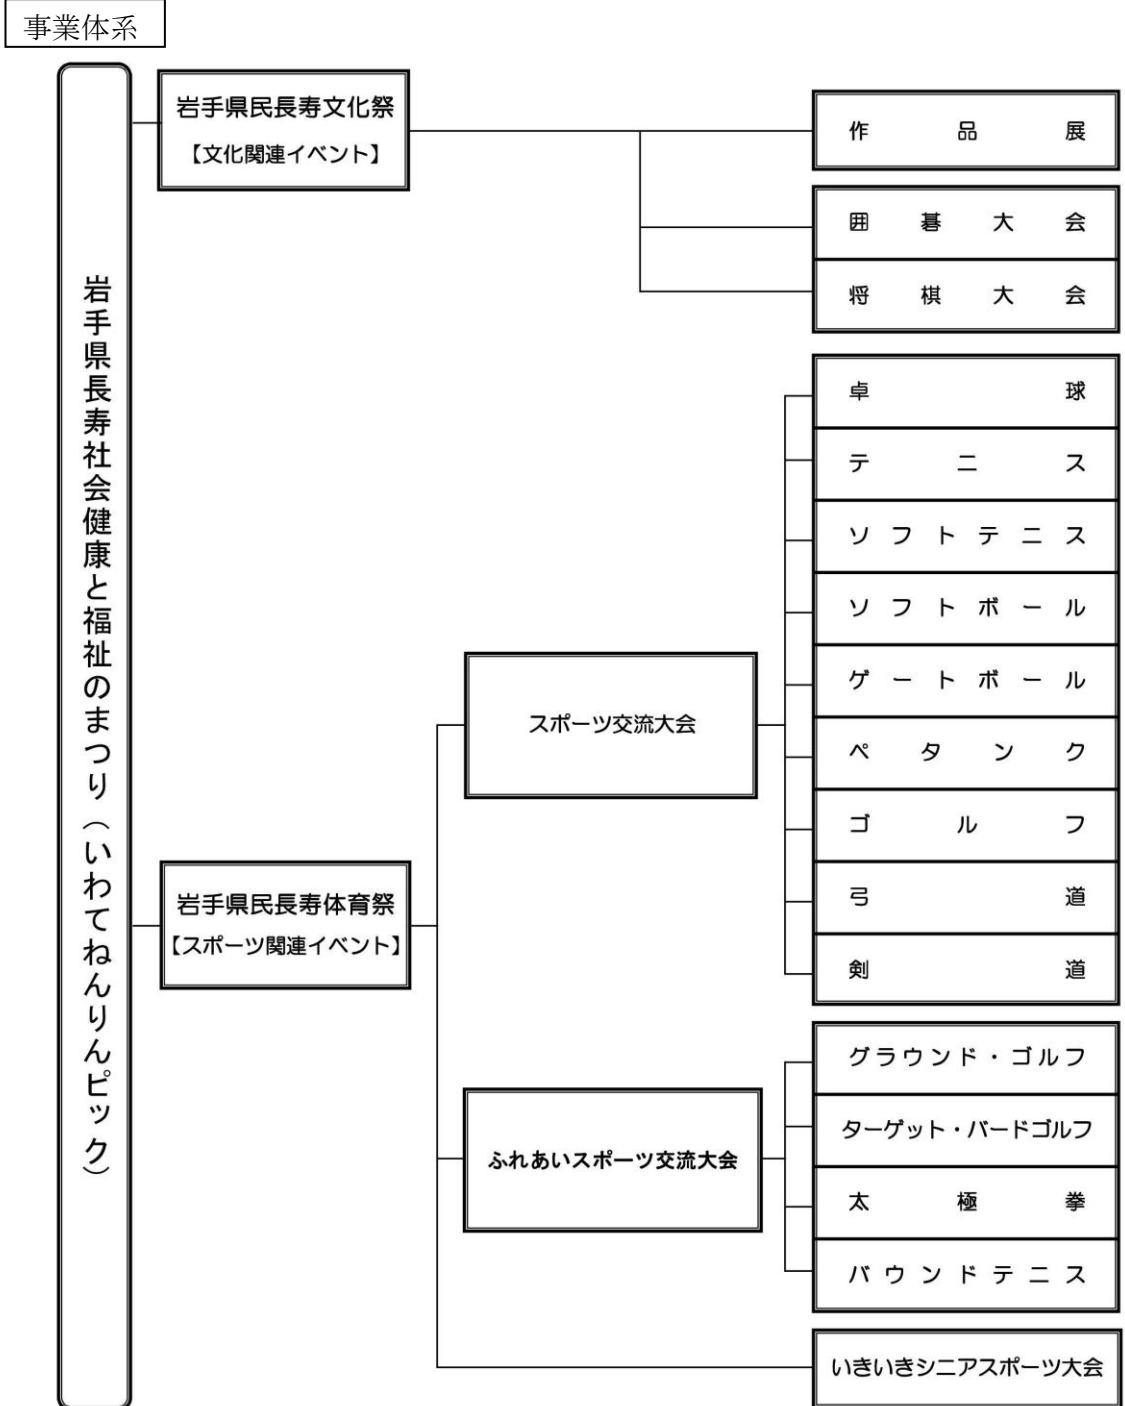 事業体系
岩手県長寿社会健康と福祉のまつり（いわてねんりんピック）
岩手県民長寿文化祭
【文化関連イベント】
作品展
囲碁大会
将棋大会
岩手県民長寿体育祭
【スポーツ関連イベント】
スポーツ交流大会
卓球
テニス
ソフトテニス
ソフトボール
ゲートボール
ペタンク
ゴルフ
弓道
剣道
ふれあいスポーツ交流大会
グラウンド・ゴルフ
ターゲット・バードゴルフ
太極拳
バウンドテニス
いきいきシニアスポーツ大会